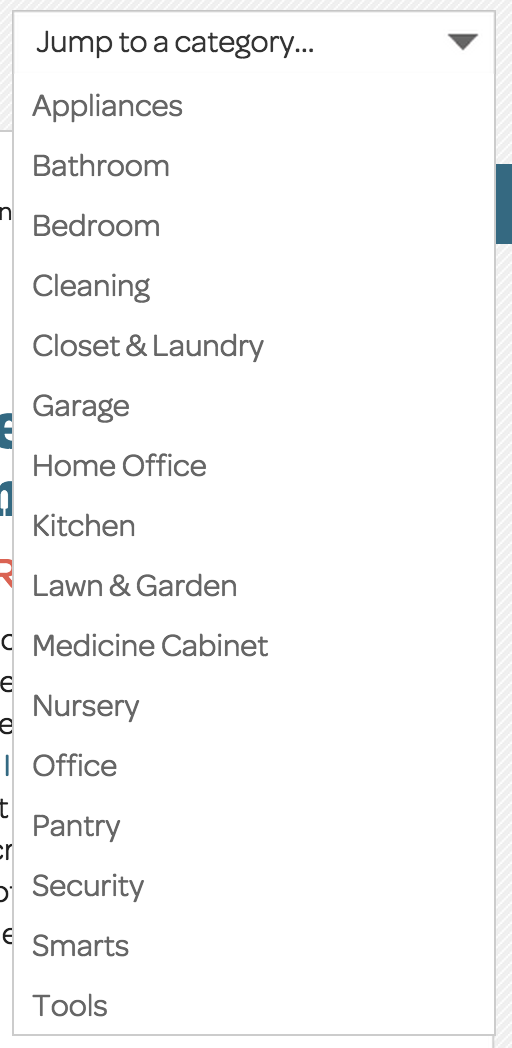 Jump to a category...
Appliances
Bathroom
Bedroom
Cleaning
Closet & Laundry
Garage
Home Office
Kitchen
Lawn & Garden
Medicine Cabinet
Nursery
Office
Pantry
Security
Smarts
Tools